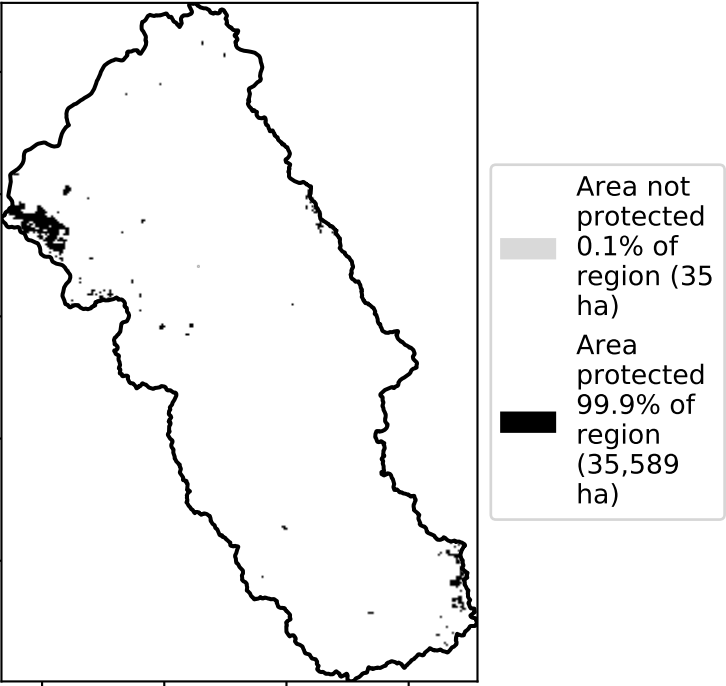 Area not
protected
0.1% of
region (35
ha)
Area
protected
99.9% of
region
(35,589
ha)